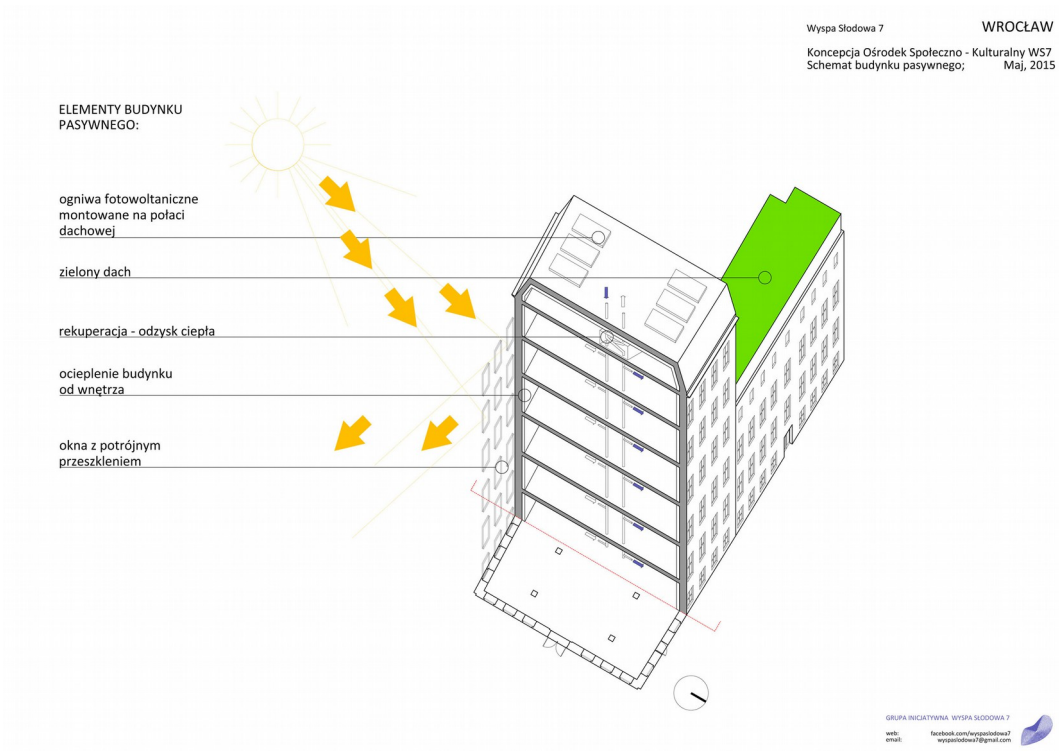 Wyspa Słodowa 7 WROCŁAW
Koncepcja Ośrodek Społeczno - Kulturalny WS7
Schemat budynku pasywnego; Maj, 2015
ELEMENTY BUDYNKU
PASYWNEGO:
ogniwa fotowoltaniczne
montowane na połaci
dachowej
zielony dach
rekuperacja - odzysk ciepła
ocieplenie budynku
od wnętrza
okna z potrójnym
przeszkleniem
GRUPA INICJATYWNA WYSPA SŁODOWA 7
web: facebook.com/wyspaslodowa7
email: wyspaslodowa7@gmail.com